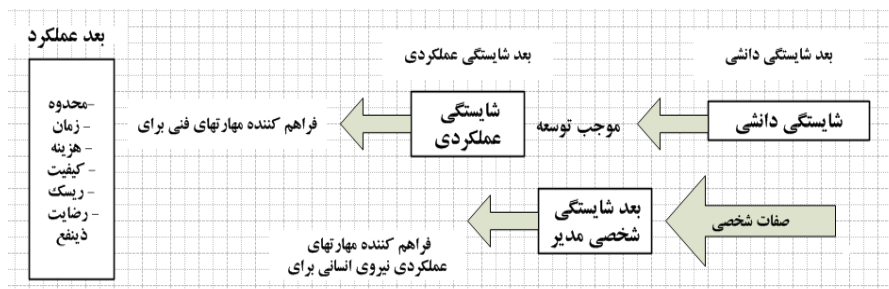 بعد شایستگی دانشی
بعد شایستگی عملکردی
بعد عملکرد
شایستگی دانشی
موجب توسعه
شایستگی
عملکردی
فراهم کننده مهارتهای فنی برای
-محدوه
- زمان
- هزینه
- کیفیت
- ریسک
- رضایت
ذینفع
صفات شخصی
بعد شایستگی
شخصی مدیر
فراهم کننده مهارتهای
عملکردی نیروی انسانی برای